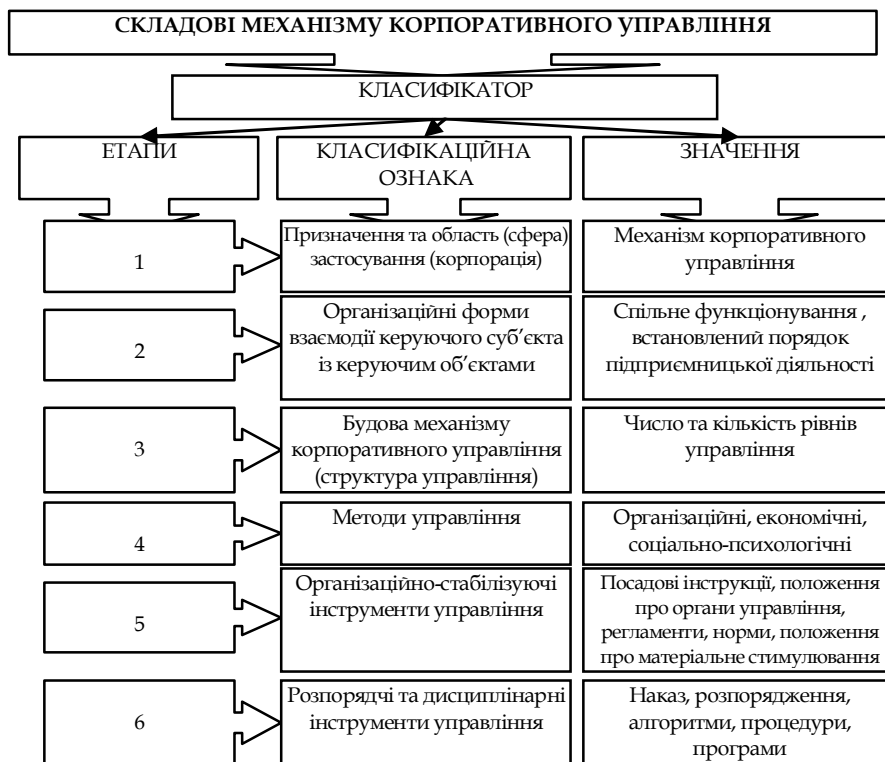 СКЛАДОВІ МЕХАНІЗМУ КОРПОРАТИВНОГО УПРАВЛІННЯ
КЛАСИФІКАТОР
ЕТАПИ
КЛАСИФІКАЦІЙНА
ОЗНАКА
ЗНАЧЕННЯ
1
Призначення та область (сфера)
застосування (корпорація)
Механізм корпоративного
управління
2
Організаційні форми
взаємодії керуючого суб’єкта
із керуючим об’єктами
Спільне функціонування ,
встановлений порядок
підприємницької діяльності
3
Будова механізму
корпоративного управління
(структура управління)
Число та кількість рівнів
управління
4
Методи управління
Організаційні, економічні,
соціально-психологічні
5
Організаційно-стабілізуючі
інструменти управління
Посадові інструкції, положення
про органи управління,
регламенти, норми, положення
про матеріальне стимулювання
6
Розпорядчі та дисциплінарні
інструменти управління
Наказ, розпорядження,
алгоритми, процедури,
програми